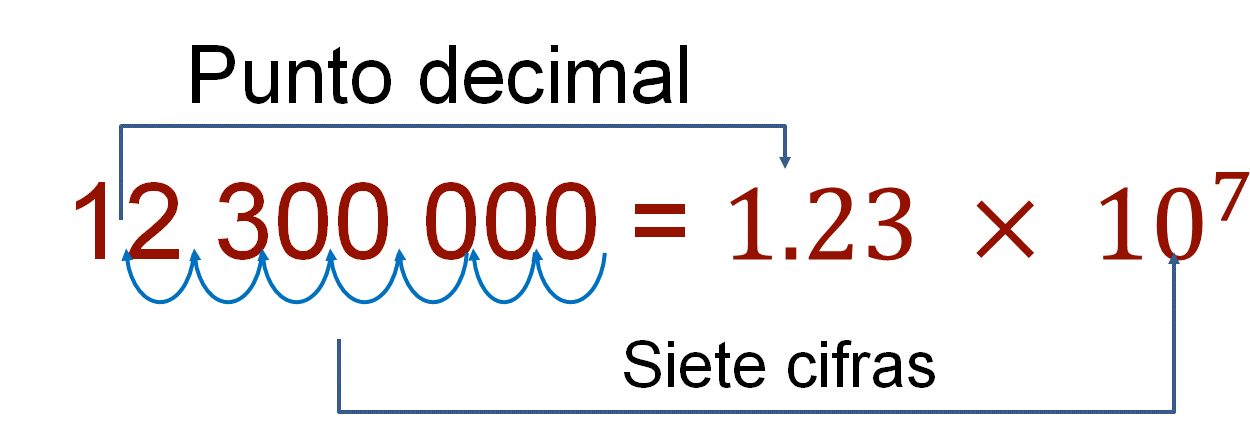 Punto decimal
12 300 000 = 1.23 × 10⁷
Siete cifras